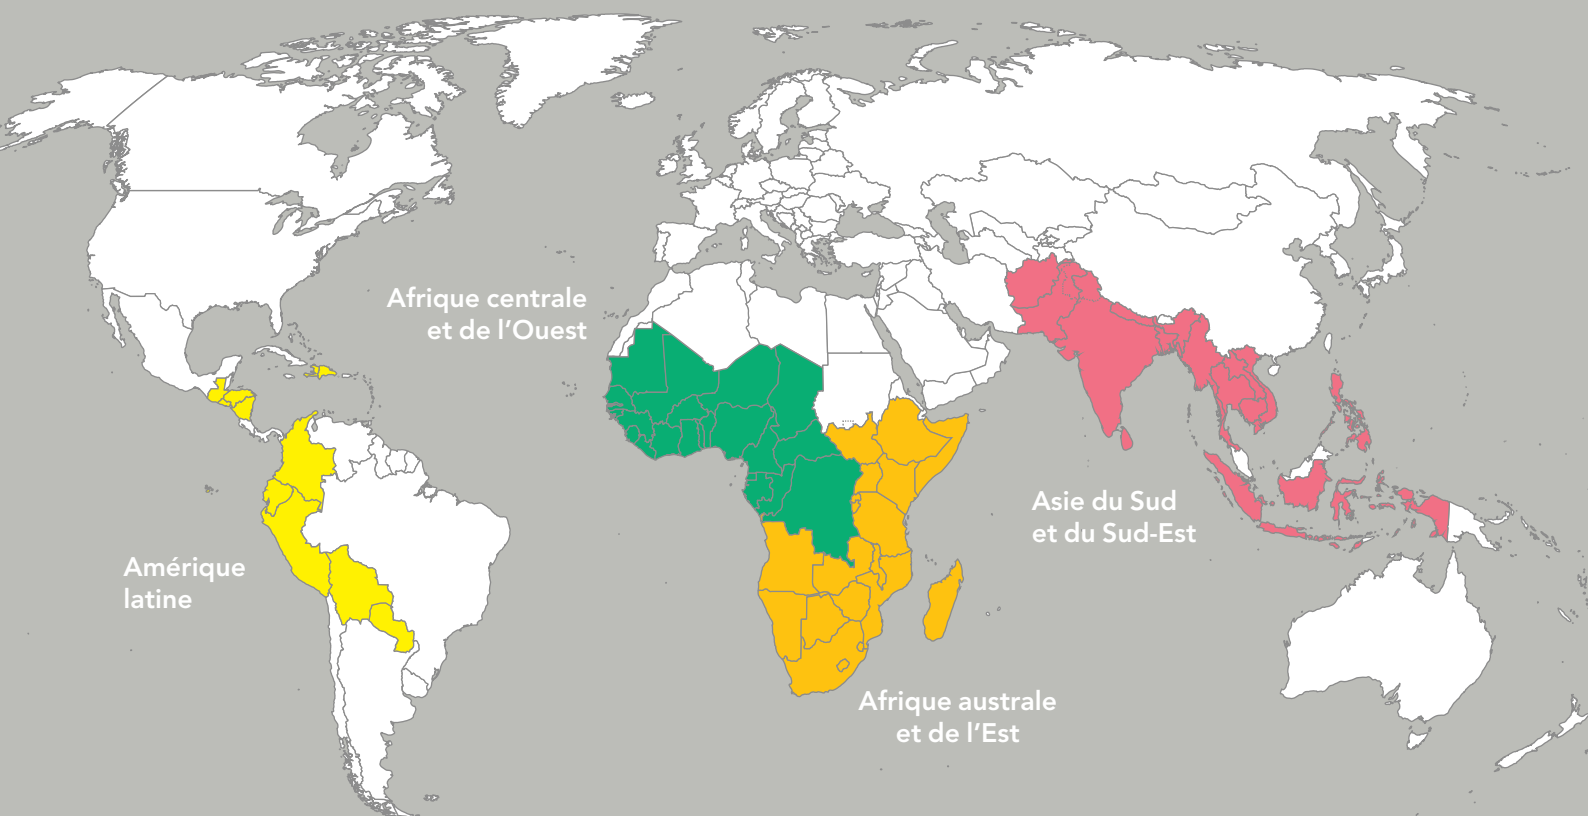 Afrique centrale
et de l’Ouest
Asie du Sud
et du Sud-Est
Amérique
latine
Afrique australe
et de l’Est